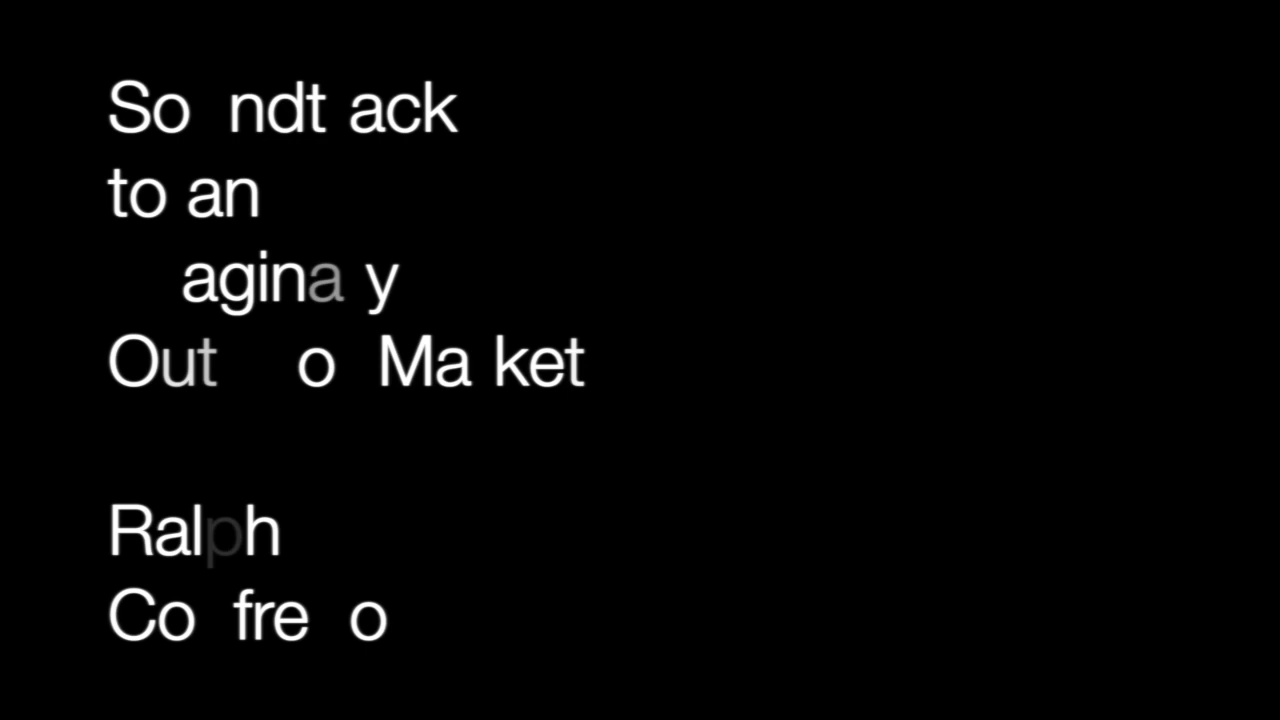 So ndt ack
to an
agina y
Out o Ma ket
Ralph
Co fre o